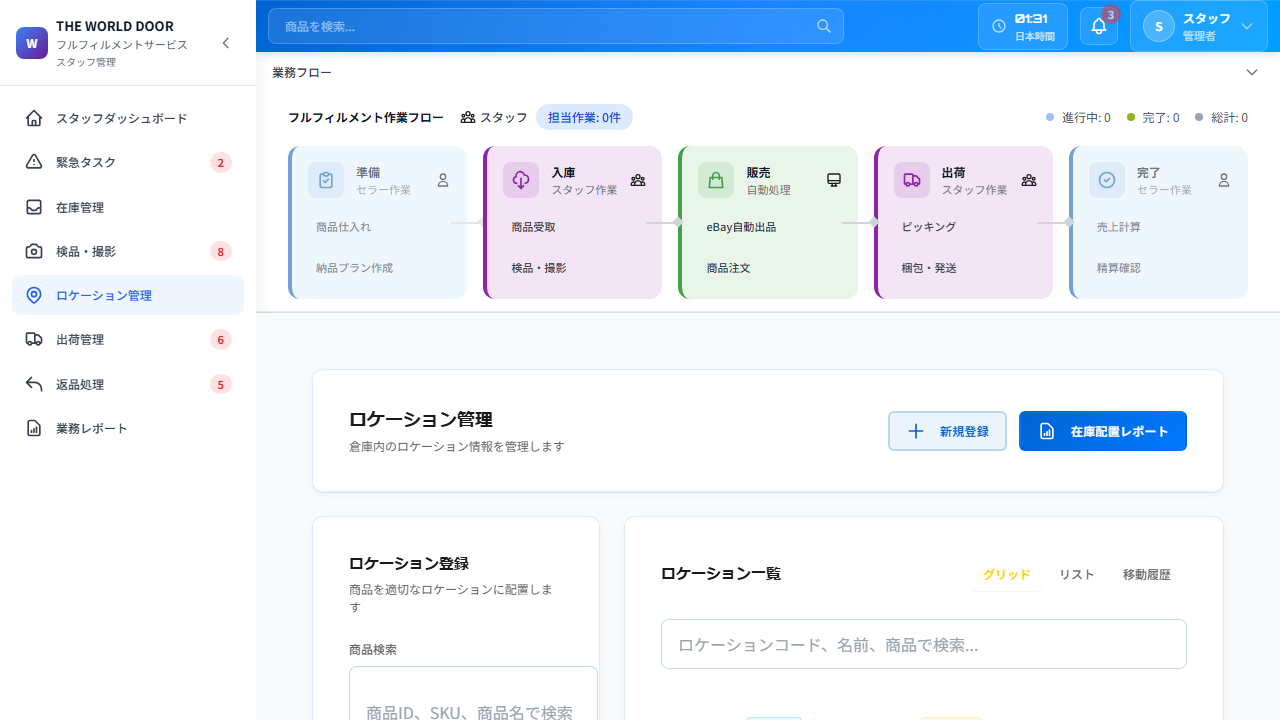 W
THE WORLD DOOR
フルフィルメントサービス
スタッフ管理
スタッフダッシュボード
緊急タスク
2
在庫管理
検品・撮影
8
ロケーション管理
出荷管理
6
返品処理
5
業務レポート
商品を検索...
01:31
日本時間
3
S
スタッフ
管理者
業務フロー
フルフィルメント作業フロー
スタッフ
担当作業: 0件
進行中: 0
完了: 0
総計: 0
準備
セラー作業
商品仕入れ
納品プラン作成
入庫
スタッフ作業
商品受取
検品・撮影
販売
自動処理
eBay自動出品
商品注文
出荷
スタッフ作業
ピッキング
梱包・発送
完了
セラー作業
売上計算
精算確認
ロケーション管理
倉庫内のロケーション情報を管理します
新規登録
在庫配置レポート
ロケーション登録
商品を適切なロケーションに配置しま
す
商品検索
商品ID、SKU、商品名で検索
ロケーション一覧
グリッド
リスト
移動履歴
ロケーションコード、名前、商品で検索...